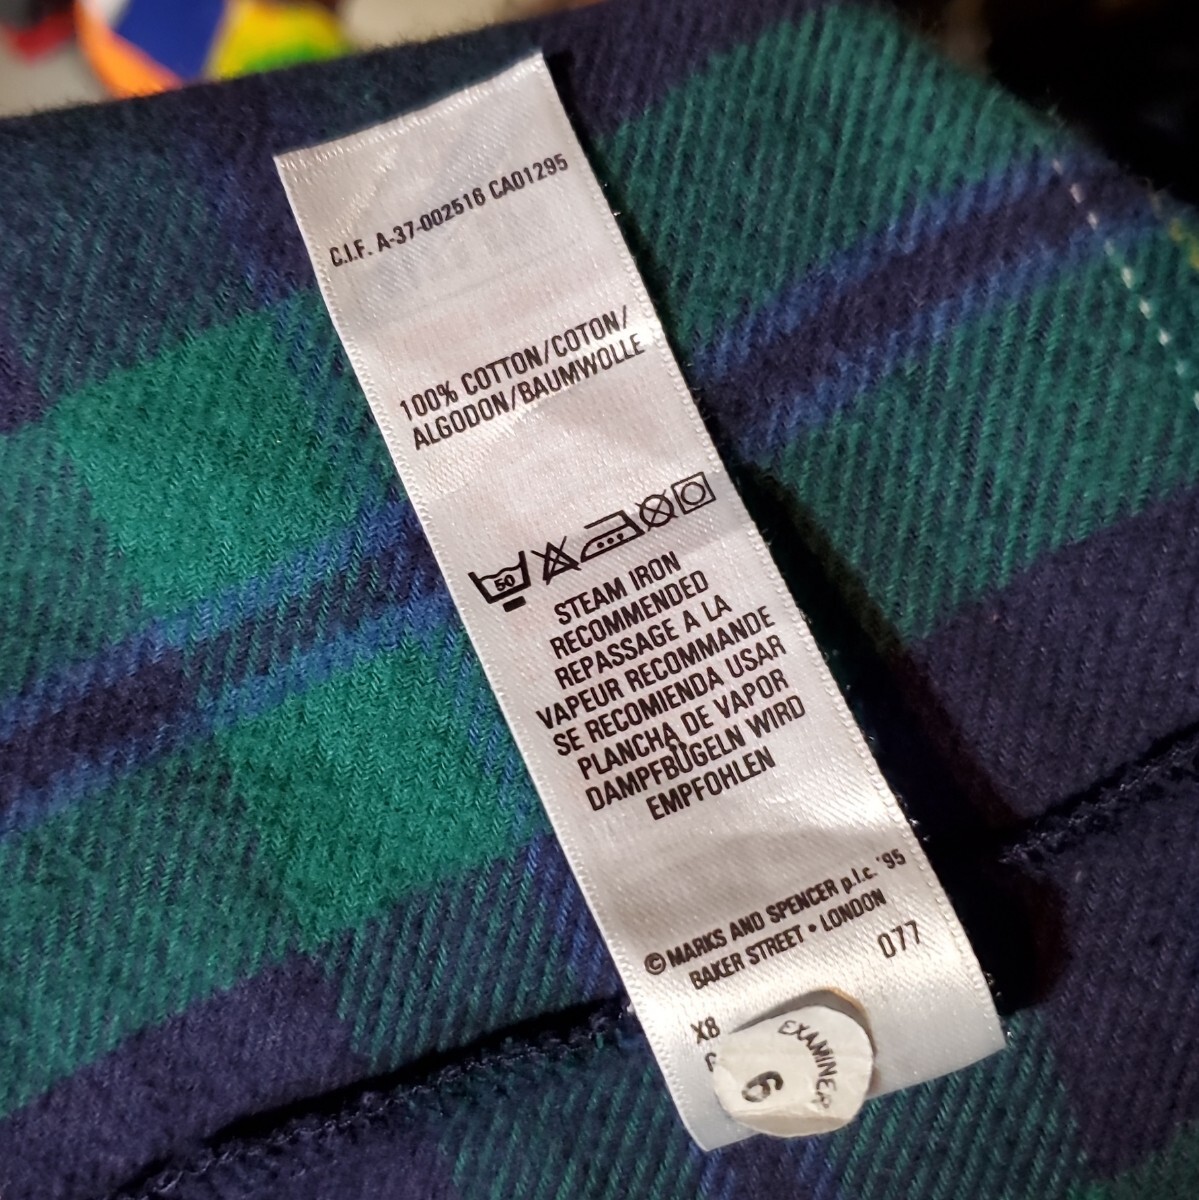 C.I.F. A-37-002516 CA01295
100% COTTON/COTON/
ALGODON/BAUMWOLLE
50
STEAM IRON
RECOMMENDED
REPASSAGE A LA
VAPEUR RECOMMANDE
SE RECOMIENDA USAR
PLANCHA DE VAPOR
DAMPFBÜGELN WIRD
EMPFOHLEN
© MARKS AND SPENCER p.l.c. '95
BAKER STREET • LONDON
077
X8
EXAMINER
6